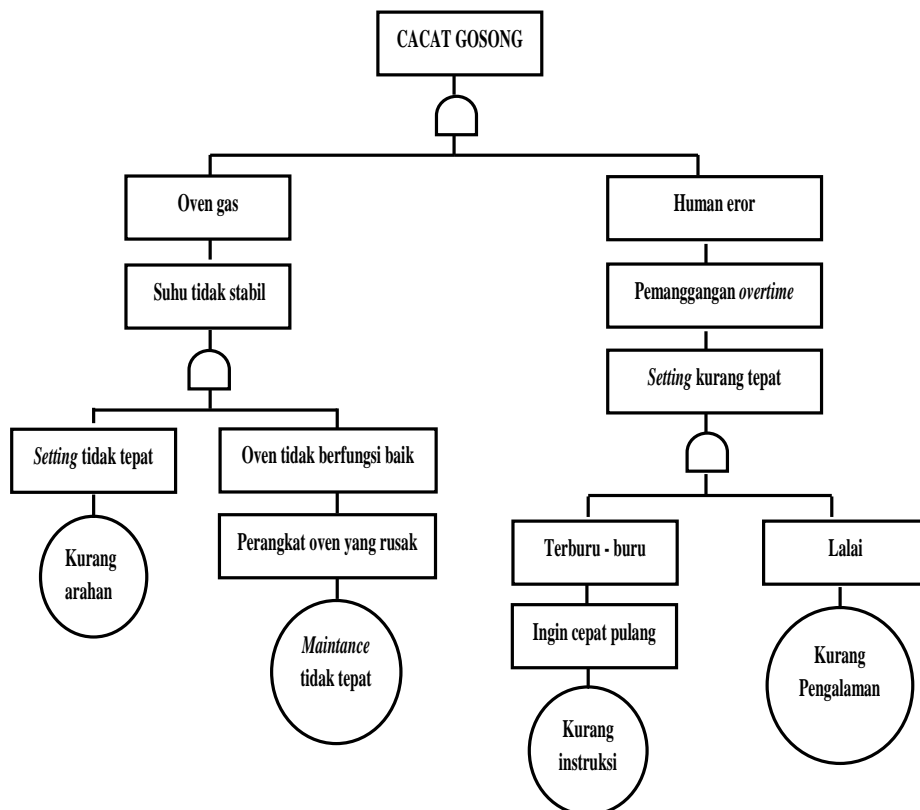 CACAT GOSONG
Oven gas
Human eror
Suhu tidak stabil
Pemanggangan overtime
Setting kurang tepat
Setting tidak tepat
Oven tidak berfungsi baik
Perangkat oven yang rusak
Terburu - buru
Lalai
Kurang
arahan
Ingin cepat pulang
Maintance
tidak tepat
Kurang
Pengalaman
Kurang
instruksi